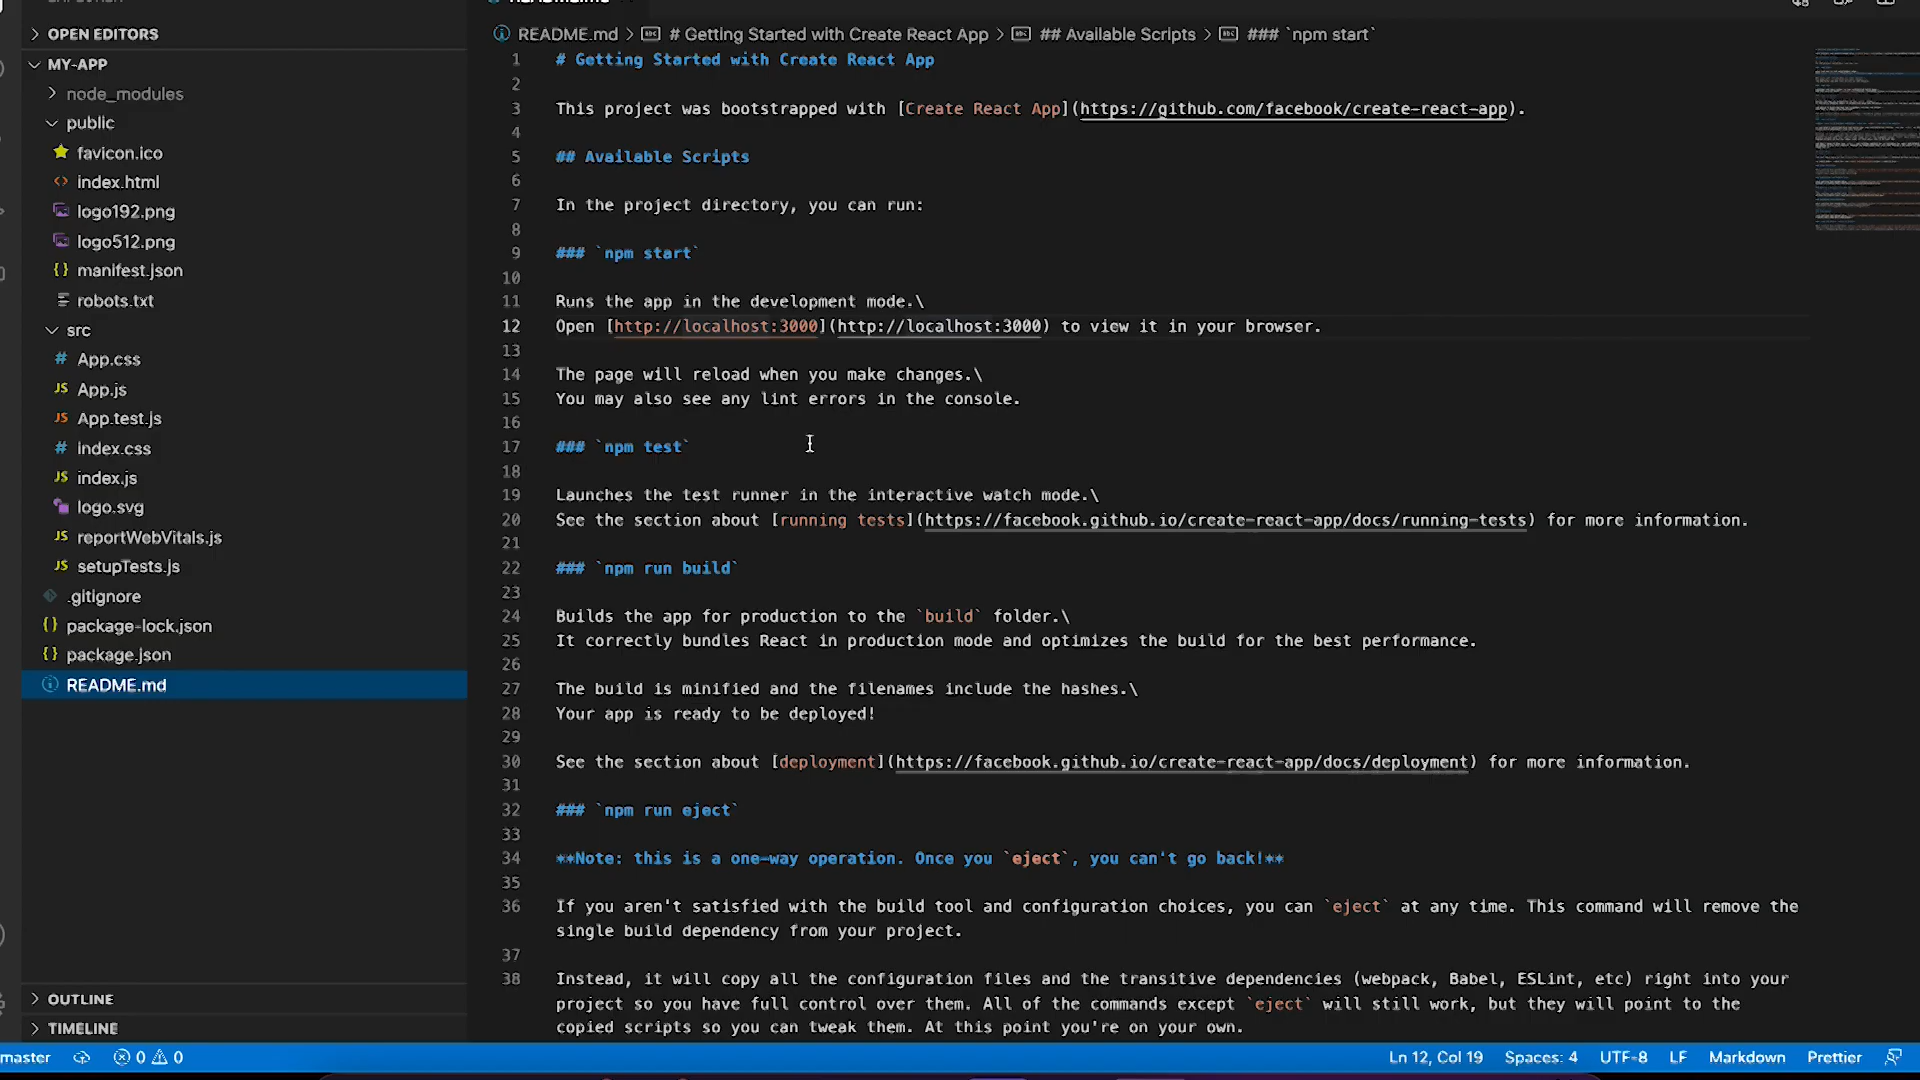 OPEN EDITORS
MY-APP
node_modules
public
favicon.ico
index.html
logo192.png
logo512.png
manifest.json
robots.txt
src
App.css
App.js
App.test.js
index.css
index.js
logo.svg
reportWebVitals.js
setupTests.js
.gitignore
package-lock.json
package.json
README.md
OUTLINE
TIMELINE
README.md > # Getting Started with Create React App > ## Available Scripts > ### `npm start`
1 # Getting Started with Create React App
2
3 This project was bootstrapped with [Create React App](https://github.com/facebook/create-react-app).
4
5 ## Available Scripts
6
7 In the project directory, you can run:
8
9 ### `npm start`
10
11 Runs the app in the development mode.\
12 Open [http://localhost:3000](http://localhost:3000) to view it in your browser.
13
14 The page will reload when you make changes.\
15 You may also see any lint errors in the console.
16
17 ### `npm test`
18
19 Launches the test runner in the interactive watch mode.\
20 See the section about [running tests](https://facebook.github.io/create-react-app/docs/running-tests) for more information.
21
22 ### `npm run build`
23
24 Builds the app for production to the `build` folder.\
25 It correctly bundles React in production mode and optimizes the build for the best performance.
26
27 The build is minified and the filenames include the hashes.\
28 Your app is ready to be deployed!
29
30 See the section about [deployment](https://facebook.github.io/create-react-app/docs/deployment) for more information.
31
32 ### `npm run eject`
33
34 **Note: this is a one-way operation. Once you `eject`, you can't go back!**
35
36 If you aren't satisfied with the build tool and configuration choices, you can `eject` at any time. This command will remove the
single build dependency from your project.
37
38 Instead, it will copy all the configuration files and the transitive dependencies (webpack, Babel, ESLint, etc) right into your
project so you have full control over them. All of the commands except `eject` will still work, but they will point to the
copied scripts so you can tweak them. At this point you're on your own.
master 0 0 Ln 12, Col 19 Spaces: 4 UTF-8 LF Markdown Prettier